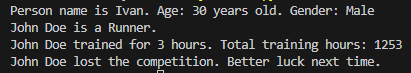 Person name is Ivan. Age: 30 years old. Gender: Male
John Doe is a Runner.
John Doe trained for 3 hours. Total training hours: 1253
John Doe lost the competition. Better luck next time.